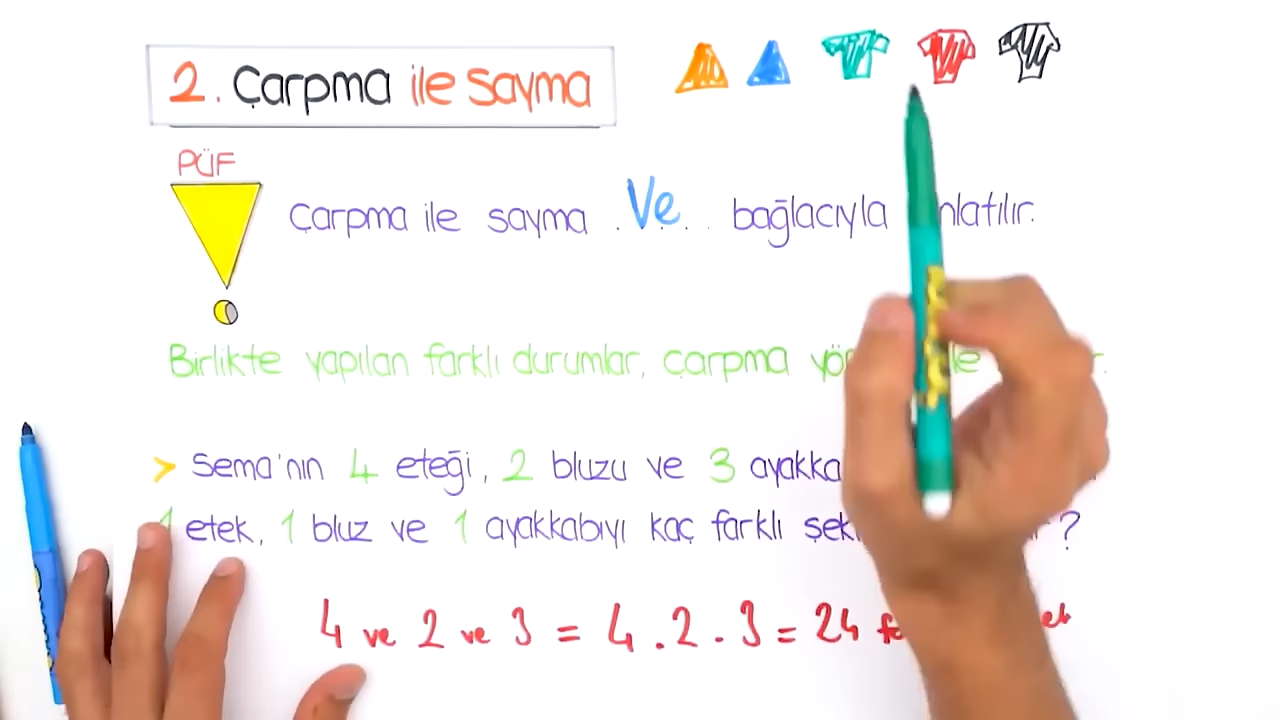 2. Çarpma ile Sayma
PÜF
Çarpma ile sayma . Ve . . bağlacıyla
Birlikte yapılan farklı durumlar, çarpma
> Sema'nın 4 eteği, 2 bluzu ve 3
1 etek, 1 bluz ve 1 ayakkabıyı kaç farklı ?
4 ve 2 ve 3 = 4 . 2 . 3 = 24